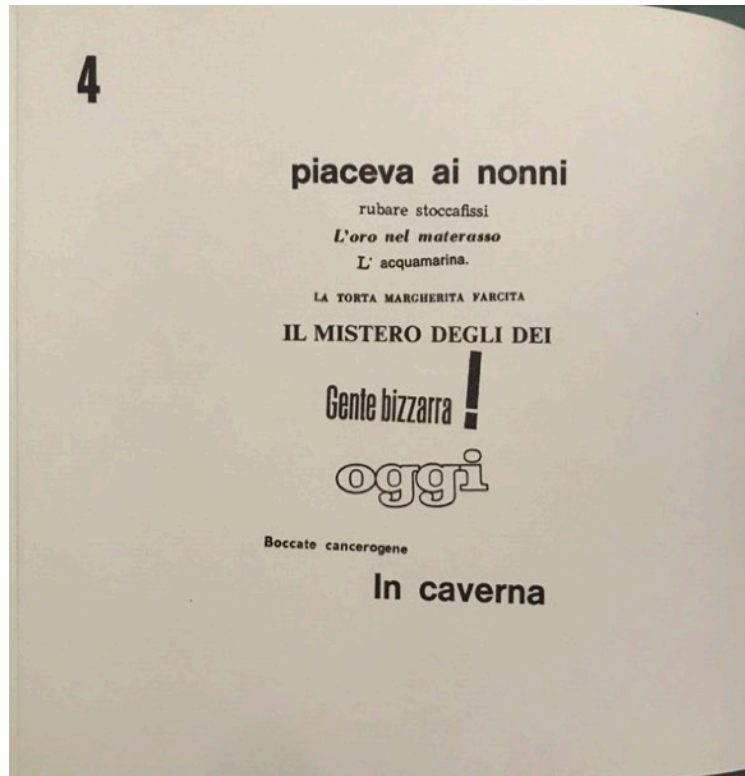 4
piaceva ai nonni
rubare stoccafissi
L'oro nel materasso
L' acquamarina.
LA TORTA MARGHERITA FARCITA
IL MISTERO DEGLI DEI
Gente bizzarra !
oggi
Boccate cancerogene
In caverna